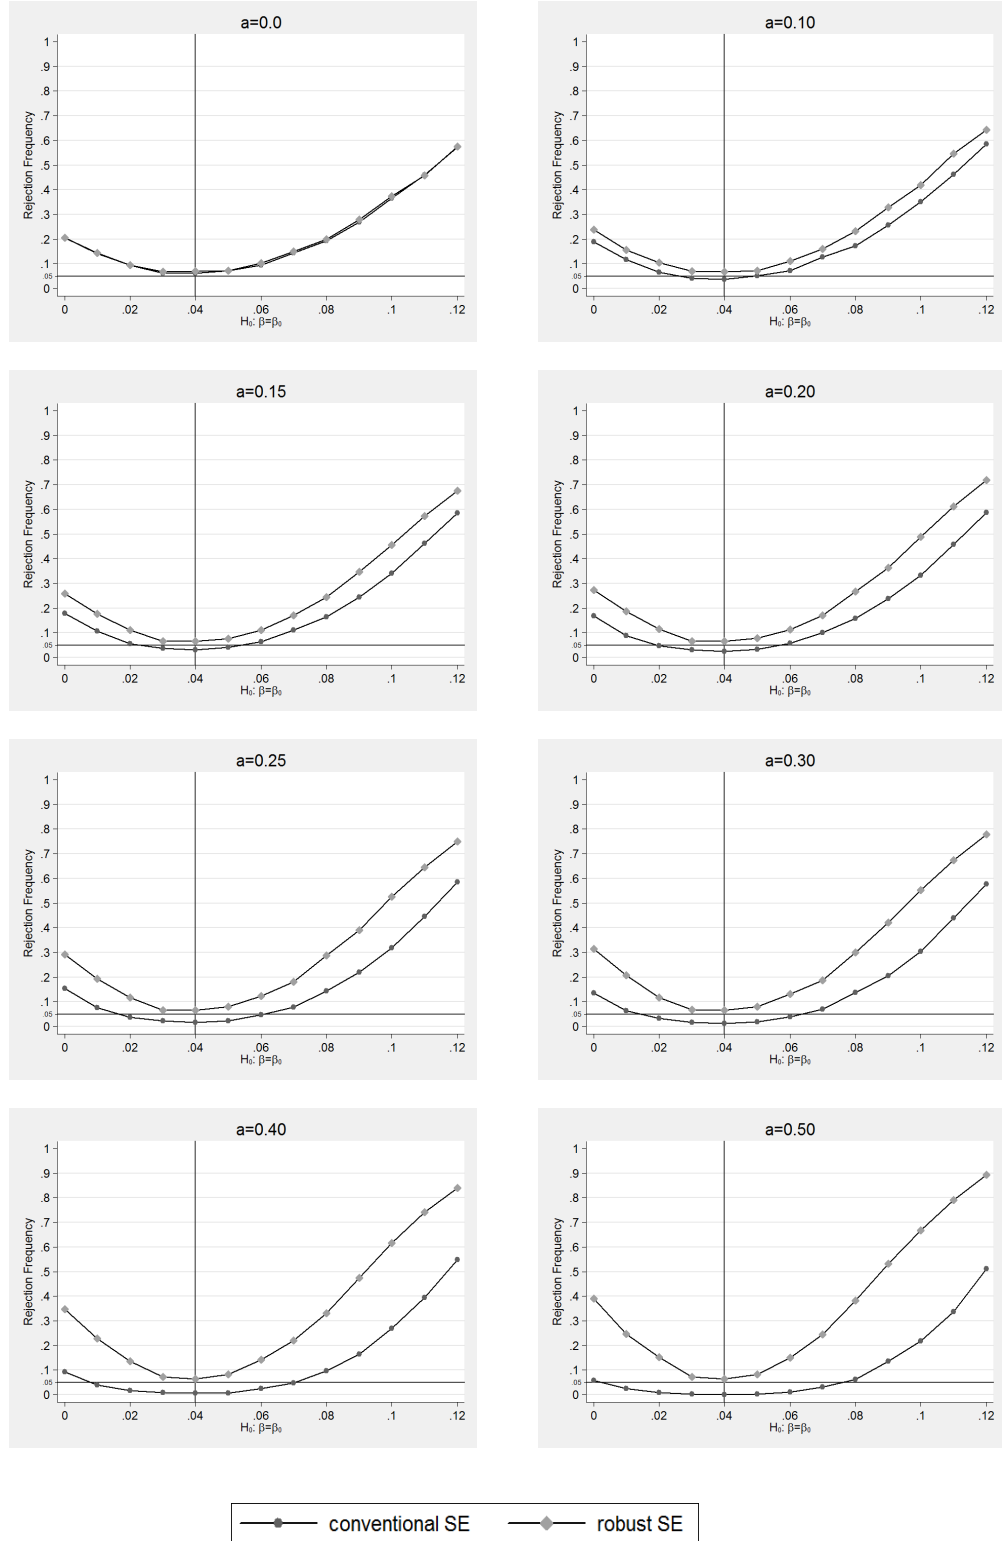 a=0.0
1
.9
.8
.7
.6
.5
.4
.3
.2
.1
.05
0
Rejection Frequency
0 .02 .04 .06 .08 .1 .12
H₀: β=β₀
a=0.10
1
.9
.8
.7
.6
.5
.4
.3
.2
.1
.05
0
Rejection Frequency
0 .02 .04 .06 .08 .1 .12
H₀: β=β₀
a=0.15
1
.9
.8
.7
.6
.5
.4
.3
.2
.1
.05
0
Rejection Frequency
0 .02 .04 .06 .08 .1 .12
H₀: β=β₀
a=0.20
1
.9
.8
.7
.6
.5
.4
.3
.2
.1
.05
0
Rejection Frequency
0 .02 .04 .06 .08 .1 .12
H₀: β=β₀
a=0.25
1
.9
.8
.7
.6
.5
.4
.3
.2
.1
.05
0
Rejection Frequency
0 .02 .04 .06 .08 .1 .12
H₀: β=β₀
a=0.30
1
.9
.8
.7
.6
.5
.4
.3
.2
.1
.05
0
Rejection Frequency
0 .02 .04 .06 .08 .1 .12
H₀: β=β₀
a=0.40
1
.9
.8
.7
.6
.5
.4
.3
.2
.1
.05
0
Rejection Frequency
0 .02 .04 .06 .08 .1 .12
H₀: β=β₀
a=0.50
1
.9
.8
.7
.6
.5
.4
.3
.2
.1
.05
0
Rejection Frequency
0 .02 .04 .06 .08 .1 .12
H₀: β=β₀
conventional SE robust SE